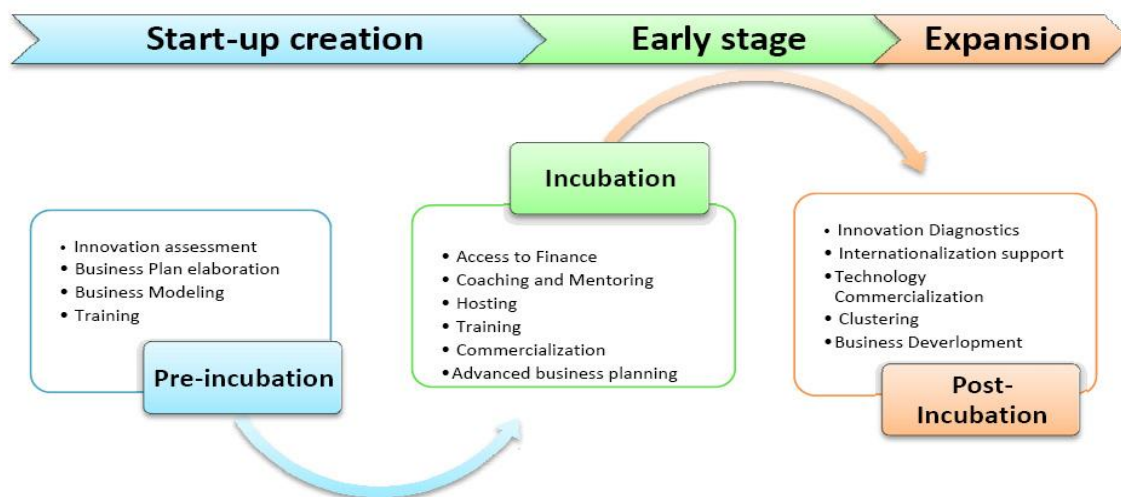 Start-up creation
Early stage
Expansion
• Innovation assessment
• Business Plan elaboration
• Business Modeling
• Training
Pre-incubation
Incubation
• Access to Finance
• Coaching and Mentoring
• Hosting
• Training
• Commercialization
•Advanced business planning
• Innovation Diagnostics
• Internationalization support
•Technology
Commercialization
• Clustering
•Business Deverlopment
Post-
Incubation